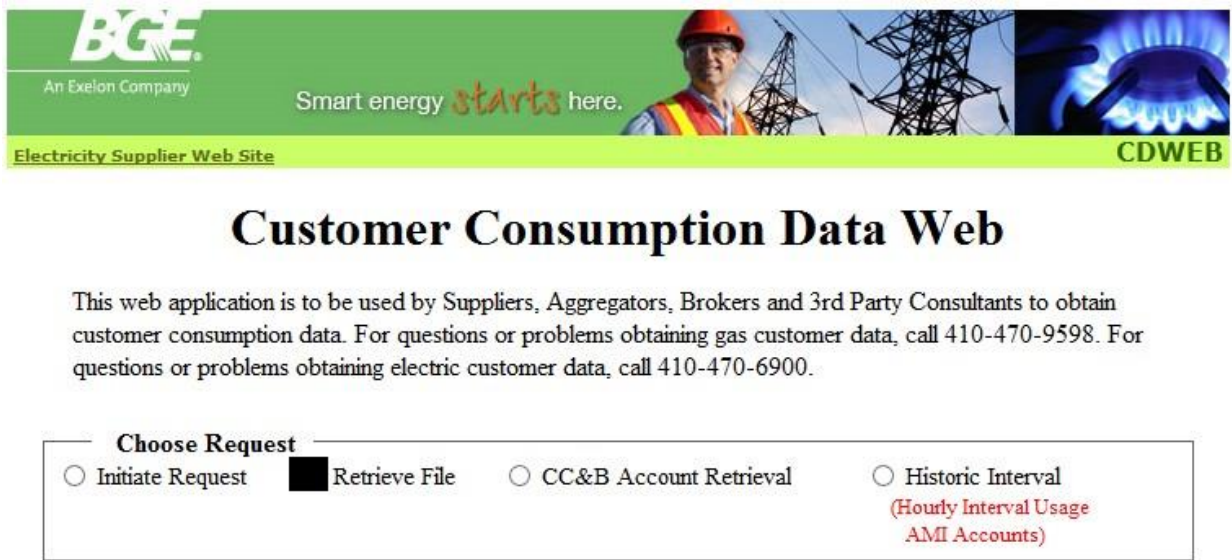 BGE.
An Exelon Company
Smart energy starts here.
Electricity Supplier Web Site
CDWEB
Customer Consumption Data Web
This web application is to be used by Suppliers, Aggregators, Brokers and 3rd Party Consultants to obtain
customer consumption data. For questions or problems obtaining gas customer data, call 410-470-9598. For
questions or problems obtaining electric customer data, call 410-470-6900.
Choose Request
Initiate Request Retrieve File CC&B Account Retrieval Historic Interval
(Hourly Interval Usage
AMI Accounts)